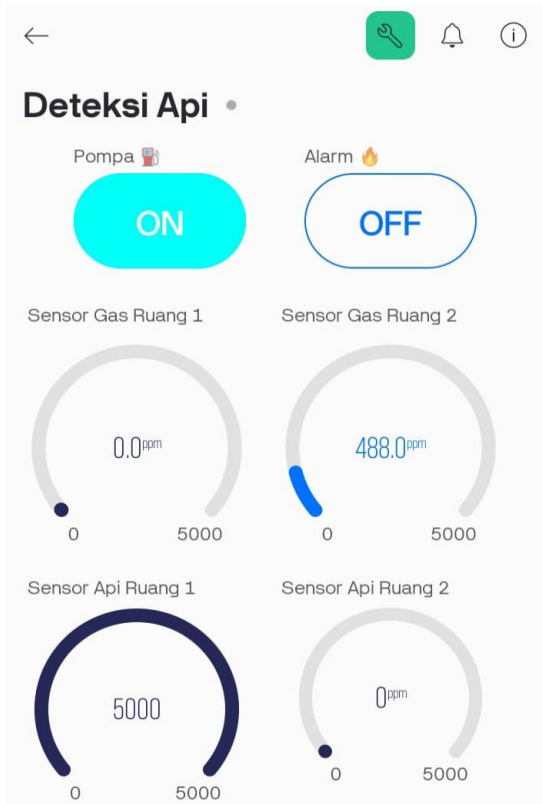 Deteksi Api
Pompa ⛽ Alarm 🔥
ON OFF
Sensor Gas Ruang 1 Sensor Gas Ruang 2
0.0ppm 488.0ppm
0 5000 0 5000
Sensor Api Ruang 1 Sensor Api Ruang 2
5000 0ppm
0 5000 0 5000